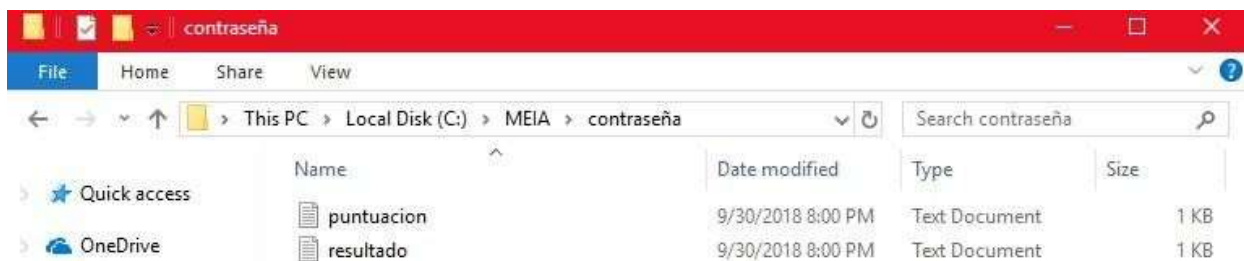 contraseña
File Home Share View
This PC > Local Disk (C:) > MEIA > contraseña Search contraseña
Name Date modified Type Size
Quick access
puntuacion 9/30/2018 8:00 PM Text Document 1 KB
OneDrive resultado 9/30/2018 8:00 PM Text Document 1 KB